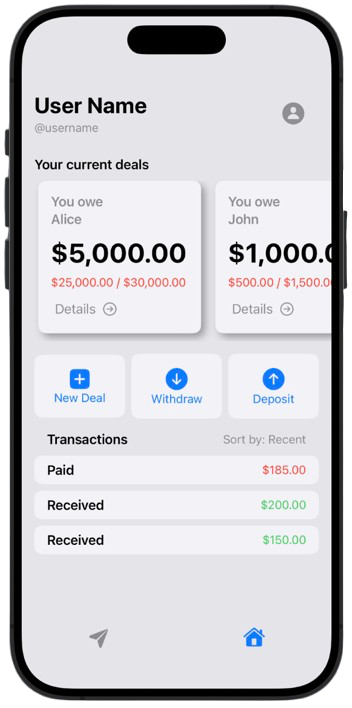 User Name
@username
Your current deals
You owe
Alice
$5,000.00
$25,000.00 / $30,000.00
Details
You owe
John
$1,000.0
$500.00 / $1,500.0
Details
New Deal
Withdraw
Deposit
Transactions
Sort by: Recent
Paid
$185.00
Received
$200.00
Received
$150.00